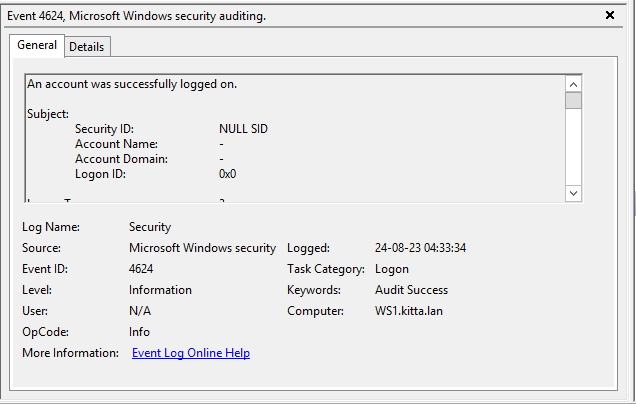 Event 4624, Microsoft Windows security auditing.
General Details
An account was successfully logged on.
Subject:
Security ID: NULL SID
Account Name: -
Account Domain: -
Logon ID: 0x0
Log Name: Security
Source: Microsoft Windows security Logged: 24-08-23 04:33:34
Event ID: 4624 Task Category: Logon
Level: Information Keywords: Audit Success
User: N/A Computer: WS1.kitta.lan
OpCode: Info
More Information: Event Log Online Help